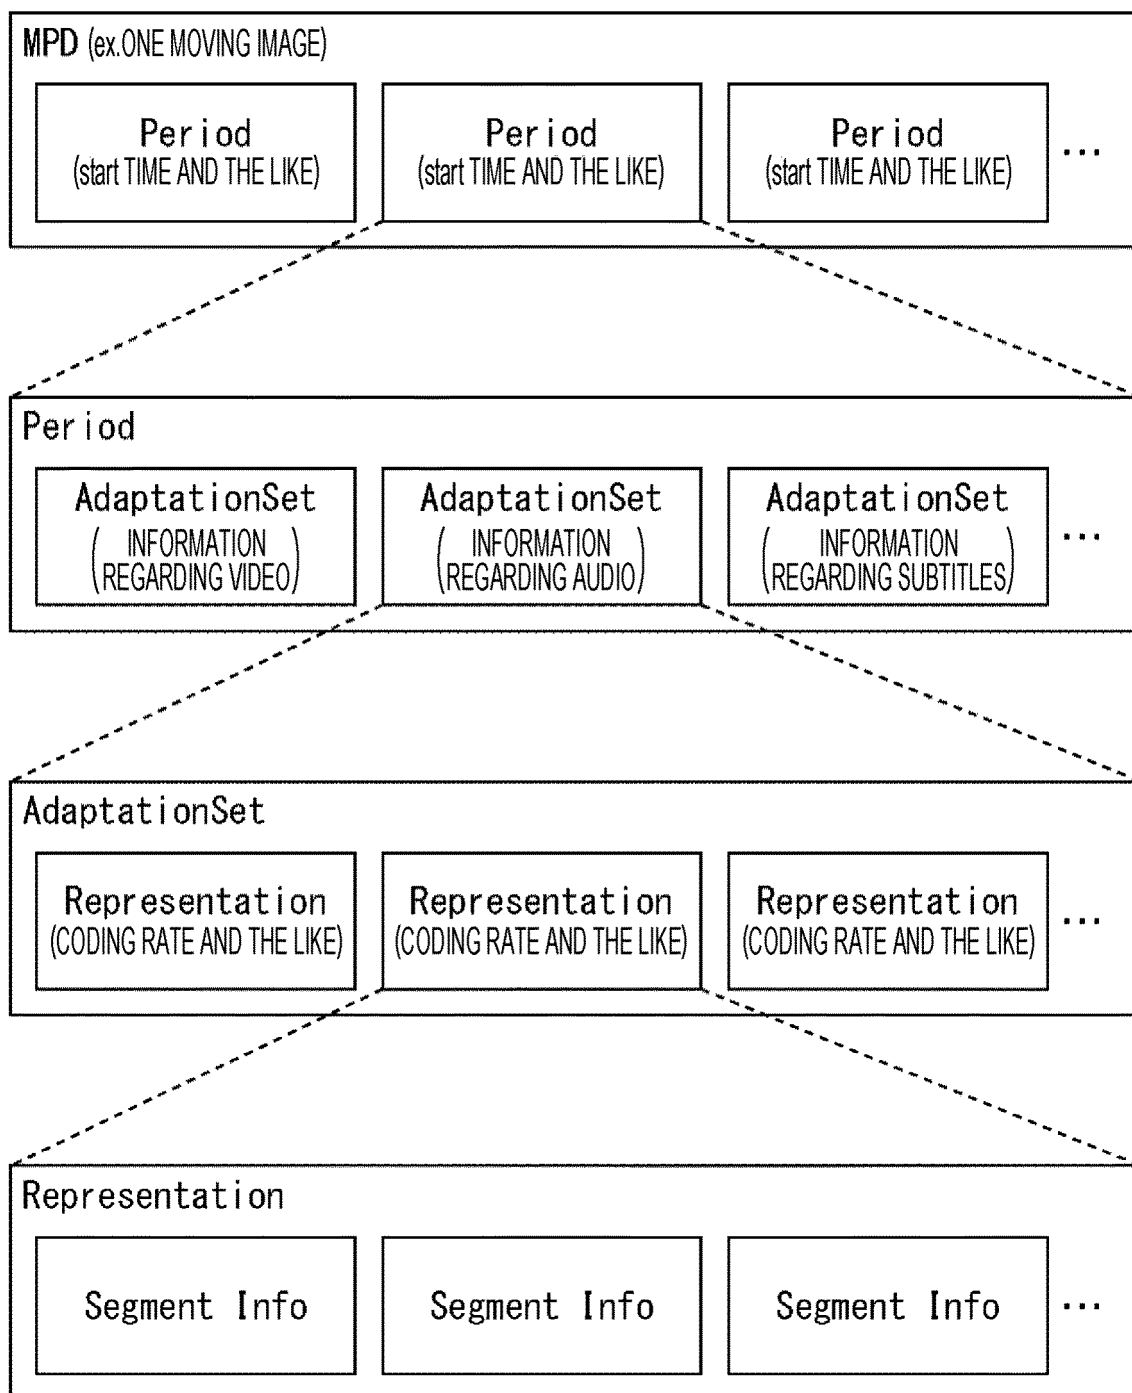 MPD (ex.ONE MOVING IMAGE)
Period Period Period
(start TIME AND THE LIKE) (start TIME AND THE LIKE) (start TIME AND THE LIKE) ...
Period
AdaptationSet AdaptationSet AdaptationSet
(INFORMATION (INFORMATION (INFORMATION ...
REGARDING VIDEO) REGARDING AUDIO) REGARDING SUBTITLES)
AdaptationSet
Representation Representation Representation ...
(CODING RATE AND THE LIKE) (CODING RATE AND THE LIKE) (CODING RATE AND THE LIKE)
Representation
Segment Info Segment Info Segment Info ...